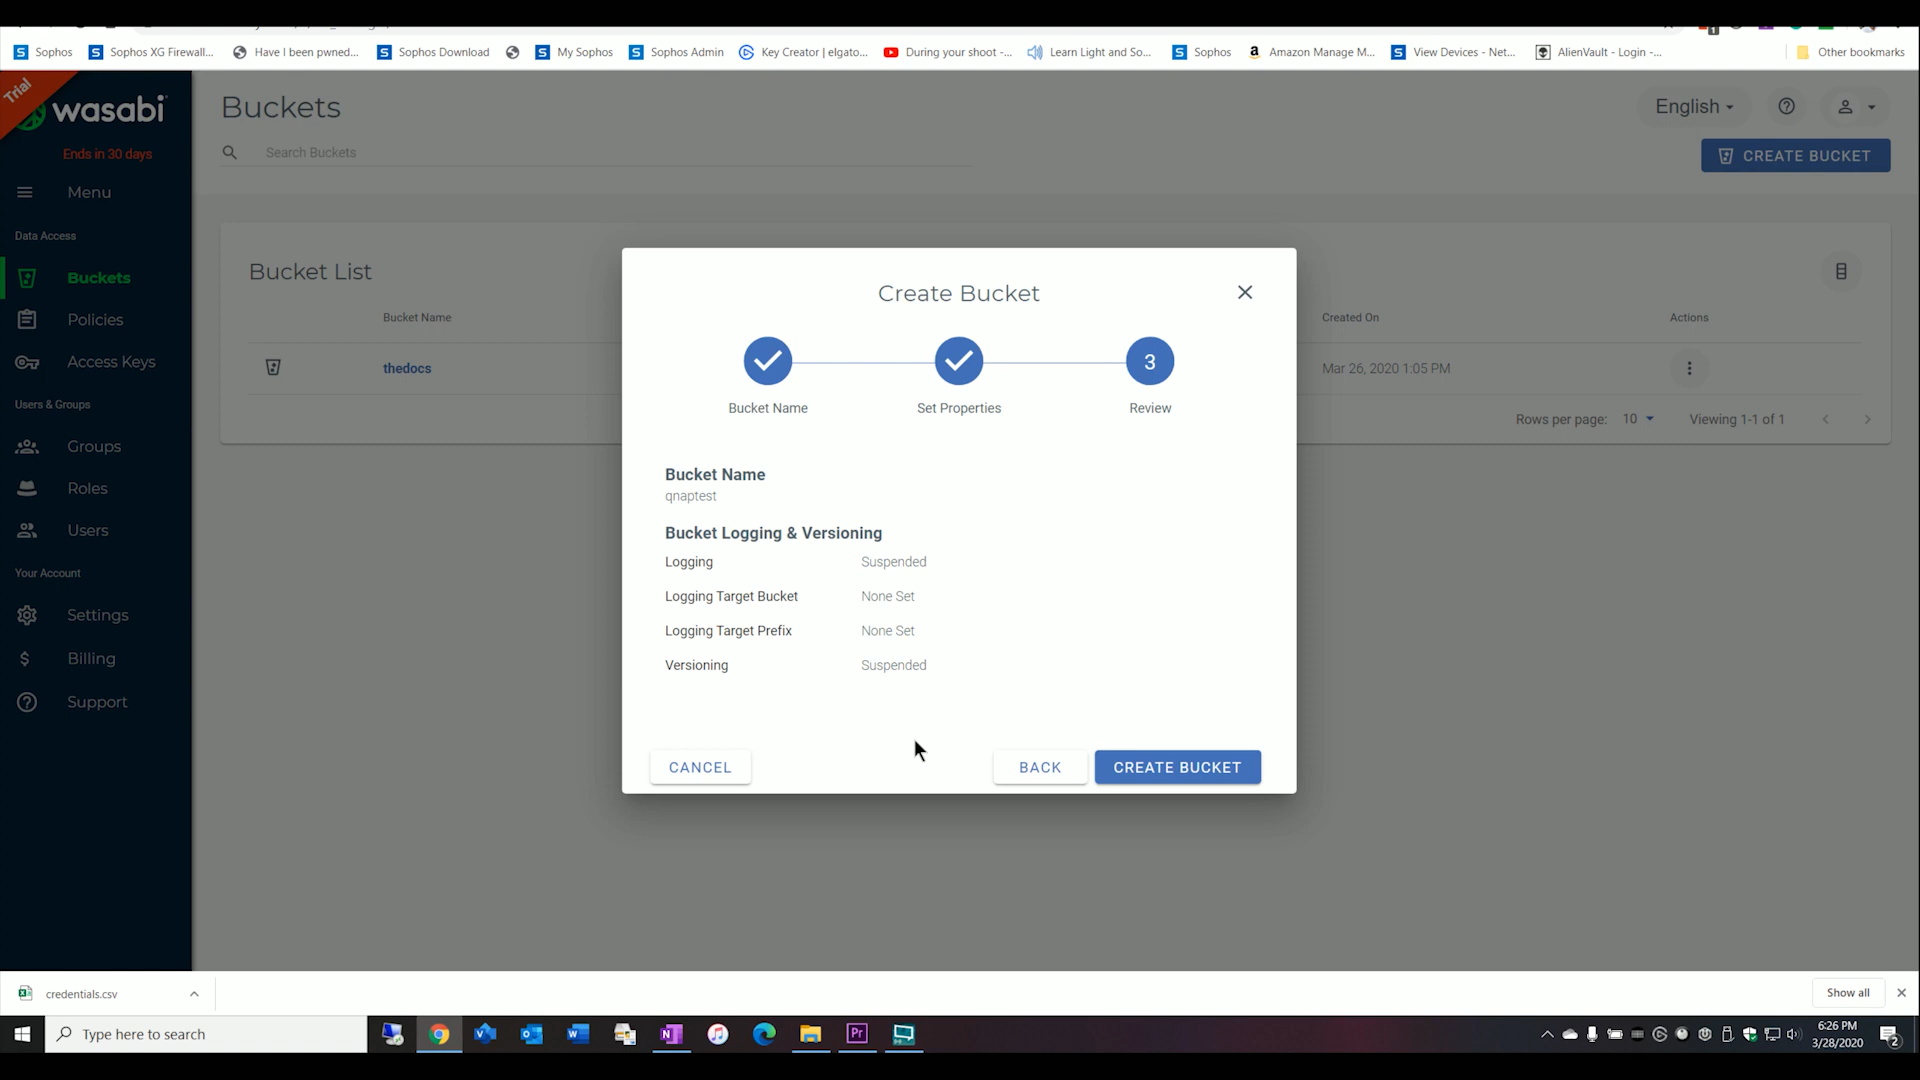 Sophos
Sophos XG Firewall...
Have I been pwned...
Sophos Download
My Sophos
Sophos Admin
Key Creator | elgato...
During your shoot -...
Learn Light and So...
Sophos
Amazon Manage M...
View Devices - Net...
AlienVault - Login -...
Other bookmarks
Trial
wasabi
Ends in 30 days
Menu
Data Access
Buckets
Policies
Access Keys
Users & Groups
Groups
Roles
Users
Your Account
Settings
Billing
Support
Buckets
Search Buckets
English
CREATE BUCKET
Bucket List
Bucket Name
Created On
Actions
thedocs
Mar 26, 2020 1:05 PM
Rows per page: 10
Viewing 1-1 of 1
Create Bucket
3
Bucket Name
Set Properties
Review
Bucket Name
qnaptest
Bucket Logging & Versioning
Logging Suspended
Logging Target Bucket None Set
Logging Target Prefix None Set
Versioning Suspended
CANCEL
BACK
CREATE BUCKET
credentials.csv
Show all
Type here to search
6:26 PM
3/28/2020
2